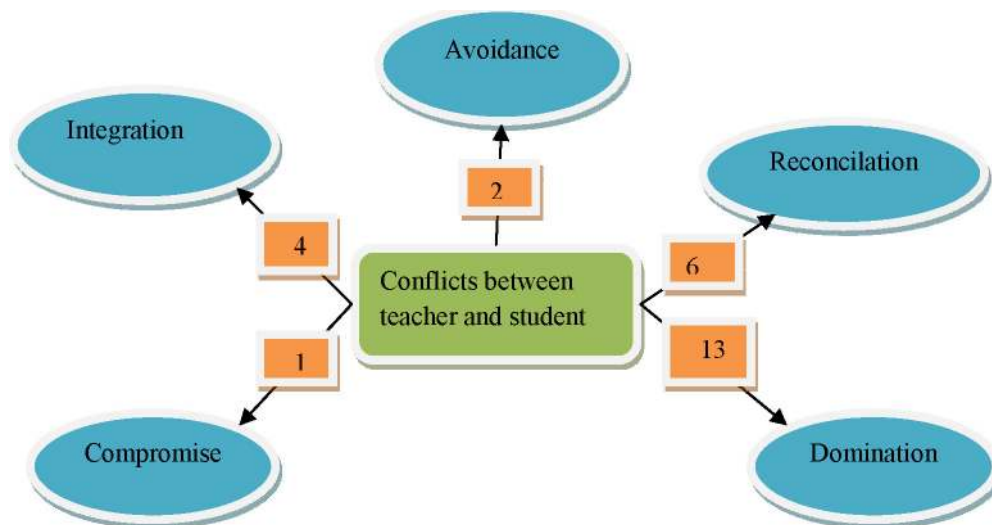 Avoidance
Integration
Reconcilation
2
4
6
Conflicts between
teacher and student
1
13
Compromise
Domination